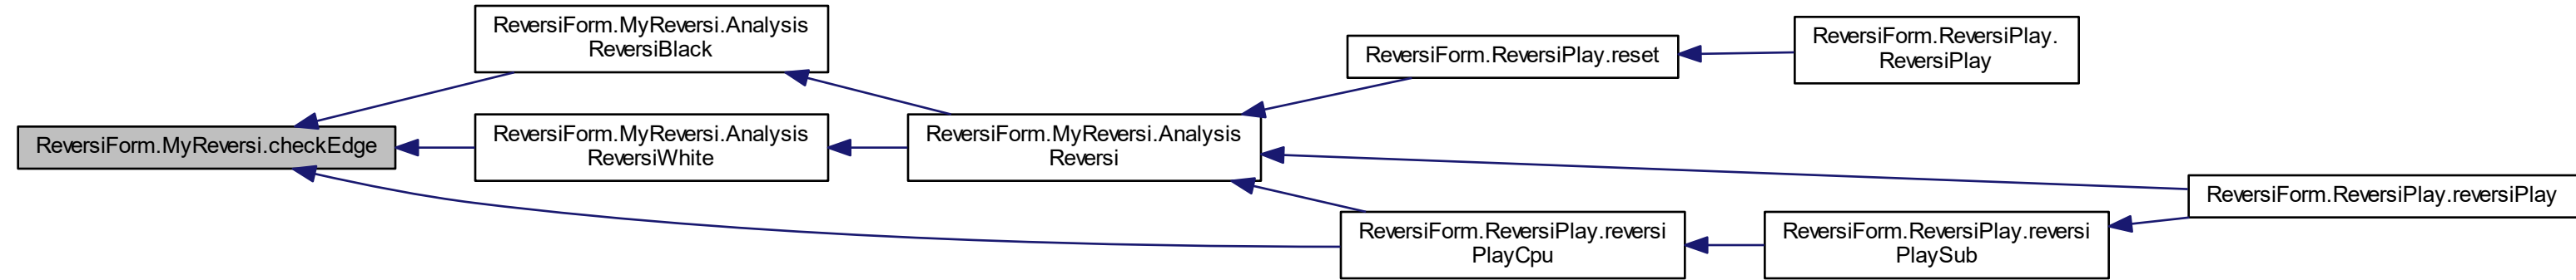 ReversiForm.MyReversi.checkEdge
ReversiForm.MyReversi.Analysis
ReversiBlack
ReversiForm.MyReversi.Analysis
ReversiWhite
ReversiForm.MyReversi.Analysis
Reversi
ReversiForm.ReversiPlay.reset
ReversiForm.ReversiPlay.
ReversiPlay
ReversiForm.ReversiPlay.reversi
PlayCpu
ReversiForm.ReversiPlay.reversi
PlaySub
ReversiForm.ReversiPlay.reversiPlay